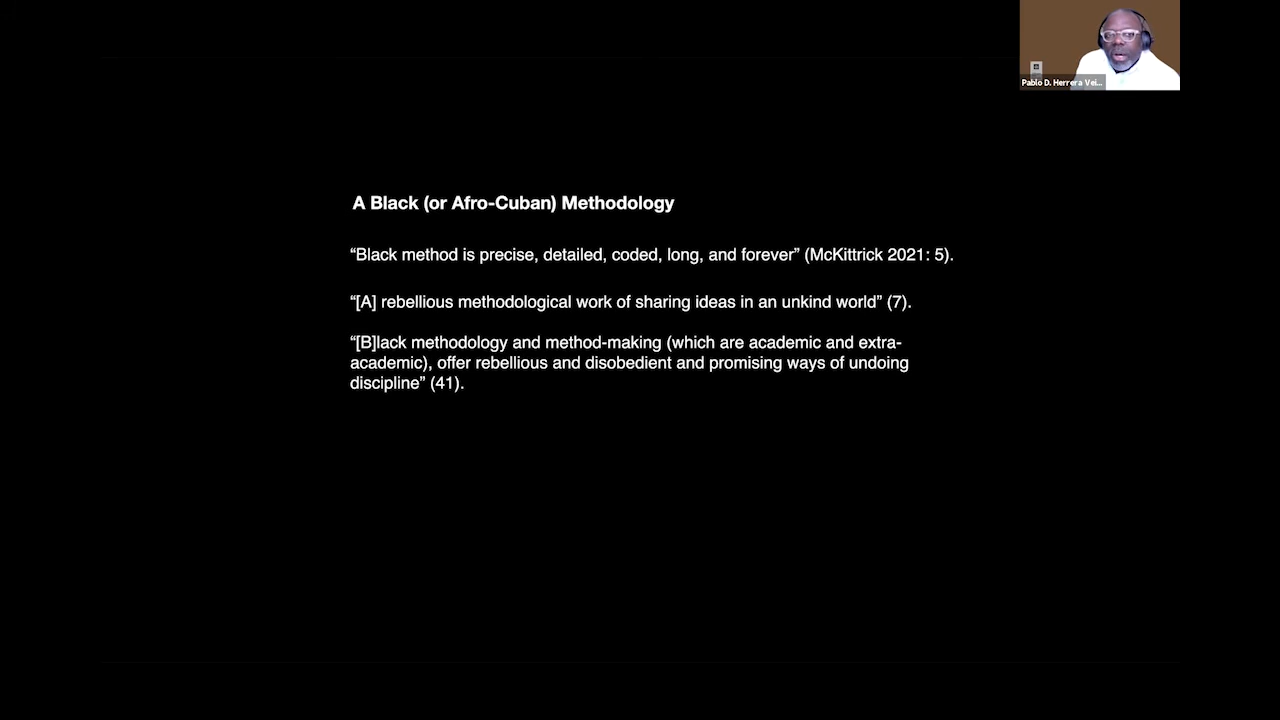 Pablo D. Herrera Vei...
A Black (or Afro-Cuban) Methodology
“Black method is precise, detailed, coded, long, and forever” (McKittrick 2021: 5).
“[A] rebellious methodological work of sharing ideas in an unkind world” (7).
“[B]lack methodology and method-making (which are academic and extra-
academic), offer rebellious and disobedient and promising ways of undoing
discipline” (41).